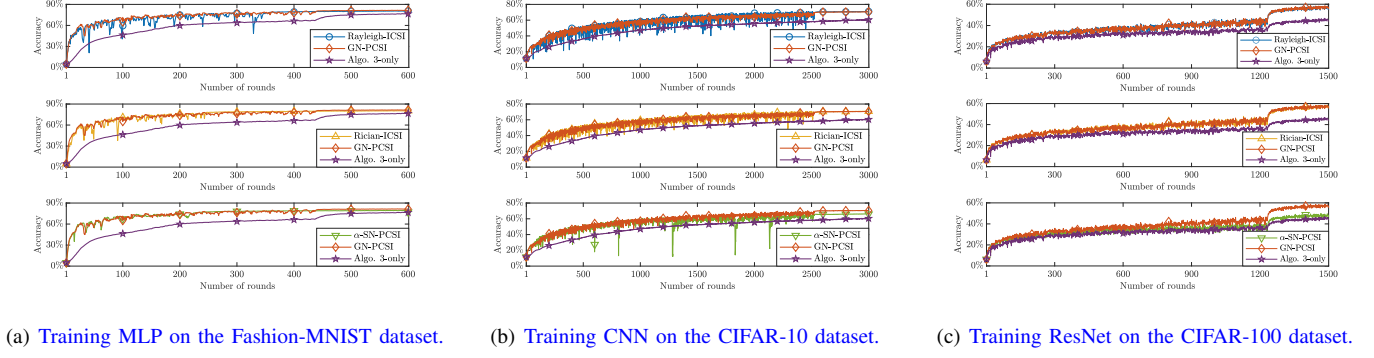 90%
60%
30%
0%
Accuracy
1
100
200
300
400
500
600
Number of rounds
Rayleigh-ICSI
GN-PCSI
Algo. 3-only
90%
60%
30%
0%
Accuracy
1
100
200
300
400
500
600
Number of rounds
Rician-ICSI
GN-PCSI
Algo. 3-only
90%
60%
30%
0%
Accuracy
1
100
200
300
400
500
600
Number of rounds
α-SN-PCSI
GN-PCSI
Algo. 3-only
(a) Training MLP on the Fashion-MNIST dataset.
80%
60%
40%
20%
0%
Accuracy
1
500
1000
1500
2000
2500
3000
Number of rounds
Rayleigh-ICSI
GN-PCSI
Algo. 3-only
80%
60%
40%
20%
0%
Accuracy
1
500
1000
1500
2000
2500
3000
Number of rounds
Rician-ICSI
GN-PCSI
Algo. 3-only
80%
60%
40%
20%
0%
Accuracy
1
500
1000
1500
2000
2500
3000
Number of rounds
α-SN-PCSI
GN-PCSI
Algo. 3-only
(b) Training CNN on the CIFAR-10 dataset.
60%
40%
20%
0%
Accuracy
1
300
600
900
1200
1500
Number of rounds
Rayleigh-ICSI
GN-PCSI
Algo. 3-only
60%
40%
20%
0%
Accuracy
1
300
600
900
1200
1500
Number of rounds
Rician-ICSI
GN-PCSI
Algo. 3-only
60%
40%
20%
0%
Accuracy
1
300
600
900
1200
1500
Number of rounds
α-SN-PCSI
GN-PCSI
Algo. 3-only
(c) Training ResNet on the CIFAR-100 dataset.